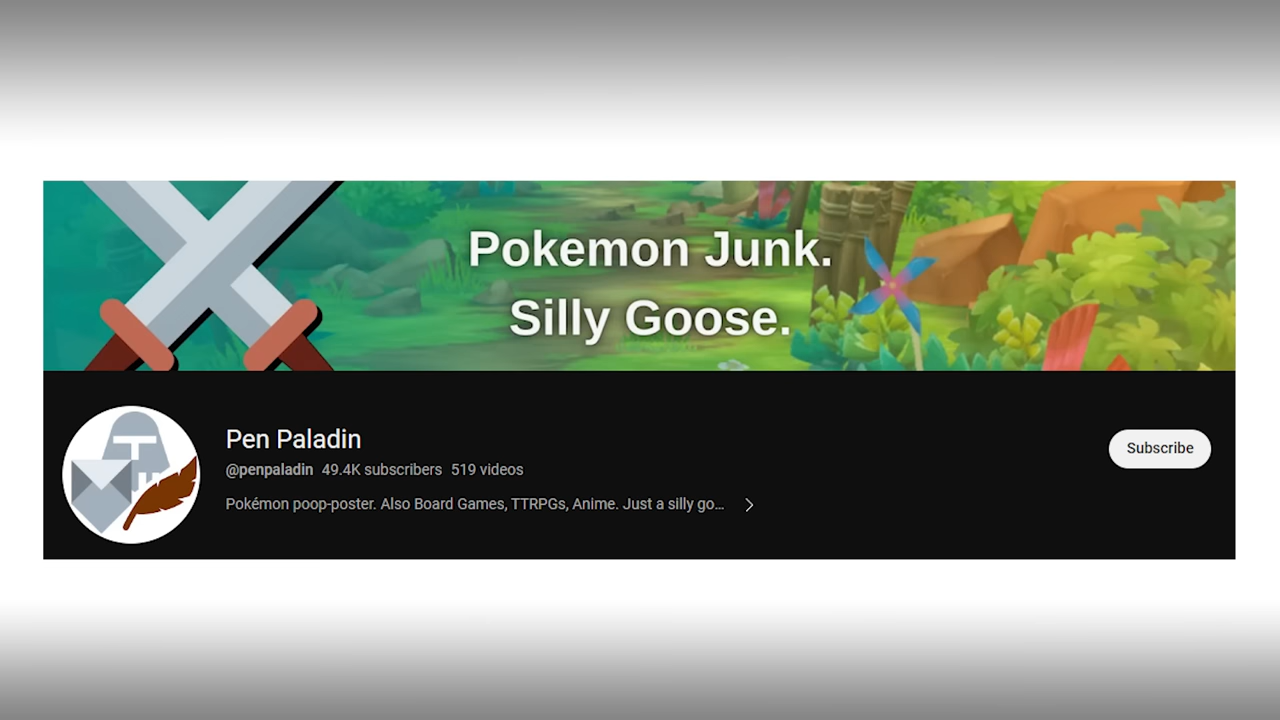 Pokemon Junk.
Silly Goose.
Pen Paladin
@penpaladin 49.4K subscribers 519 videos
Pokémon poop-poster. Also Board Games, TTRPGs, Anime. Just a silly go...
Subscribe